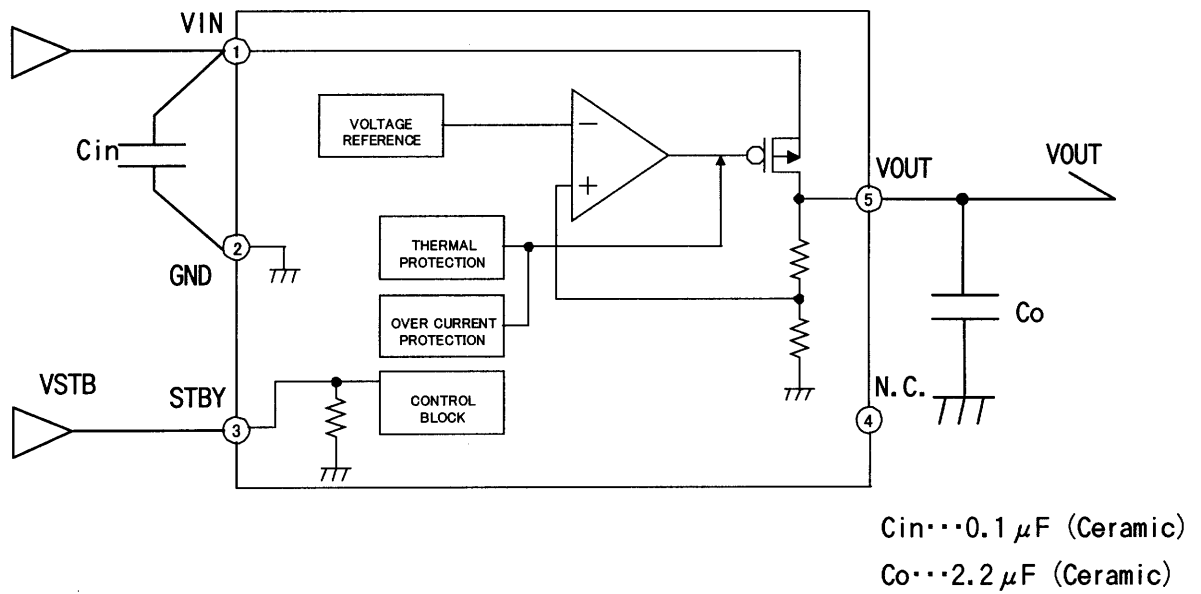 VIN
1
VOLTAGE
REFERENCE
−
+
Cin
VOUT
VOUT
5
2
GND
THERMAL
PROTECTION
OVER CURRENT
PROTECTION
Co
VSTB
STBY
3
CONTROL
BLOCK
N.C.
4
Cin･･･0.1μF (Ceramic)
Co･･･2.2μF (Ceramic)